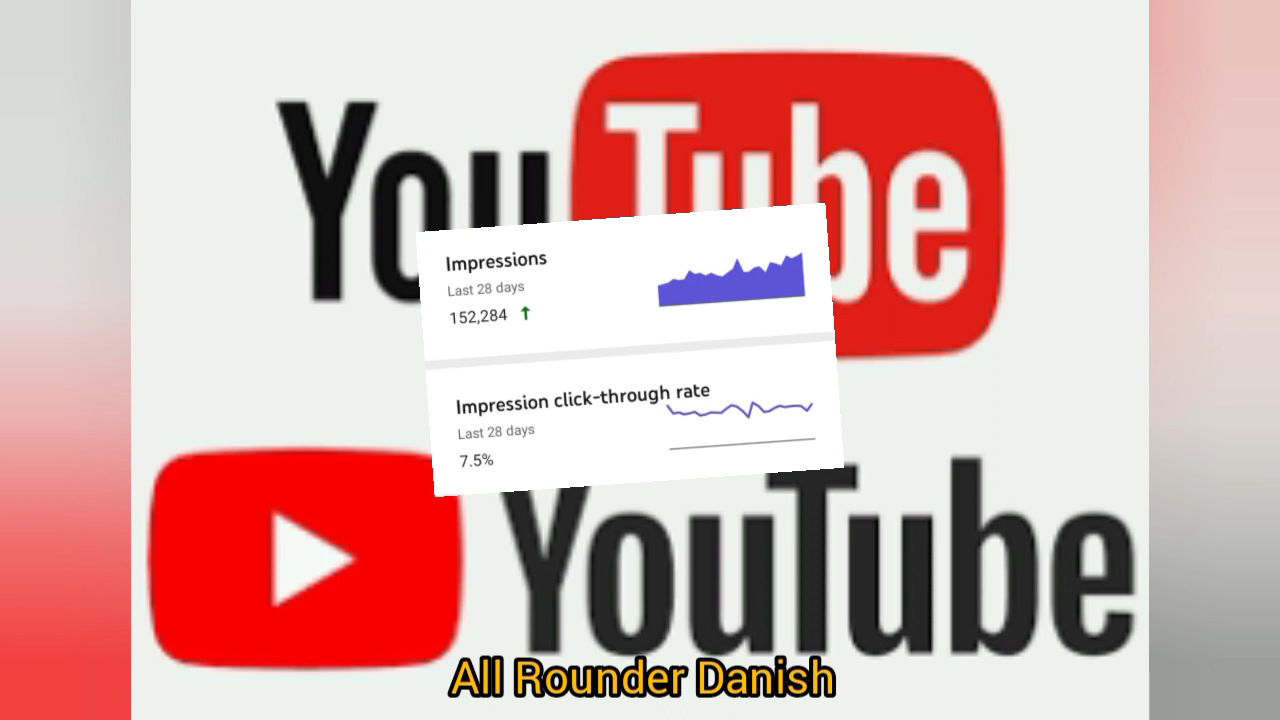 YouTube
Impressions
Last 28 days
152,284
Impression click-through rate
Last 28 days
7.5%
YouTube
All Rounder Danish